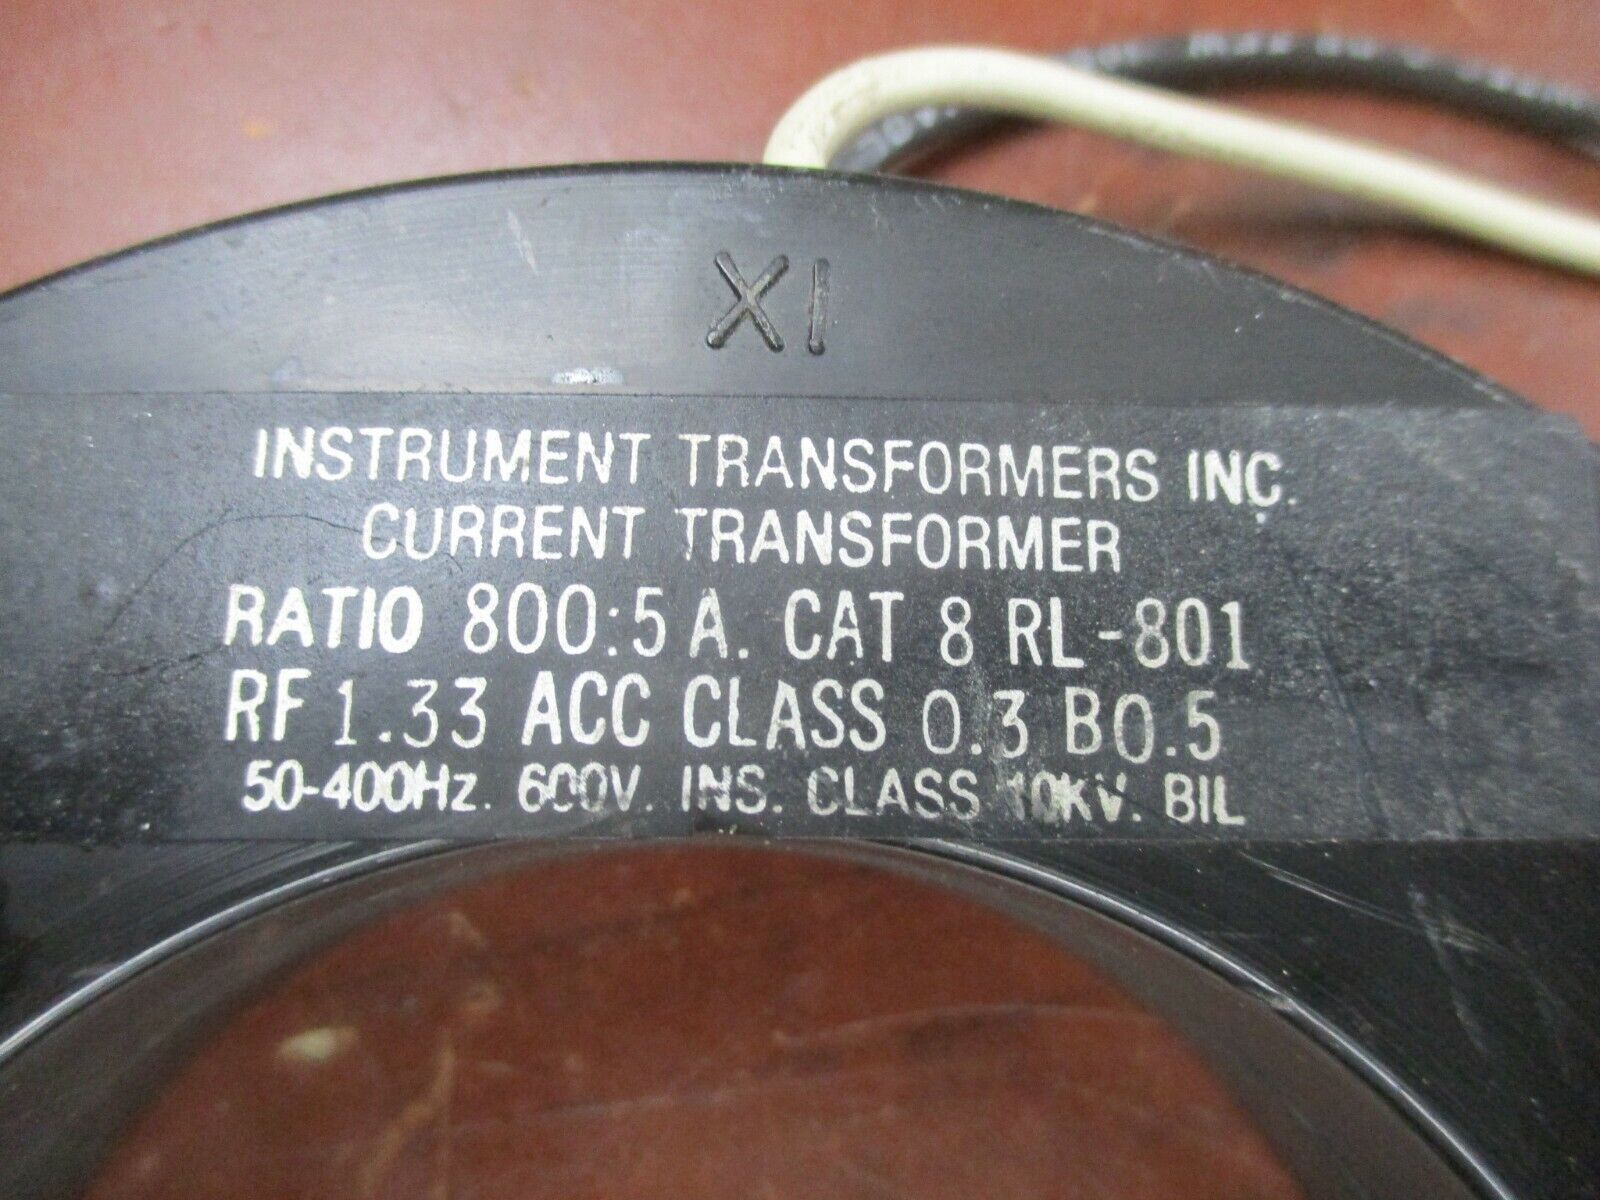 X1
INSTRUMENT TRANSFORMERS INC.
CURRENT TRANSFORMER
RATIO 800:5 A. CAT 8 RL-801
RF 1.33 ACC CLASS 0.3 B0.5
50-400Hz. 600V. INS. CLASS 10KV. BIL